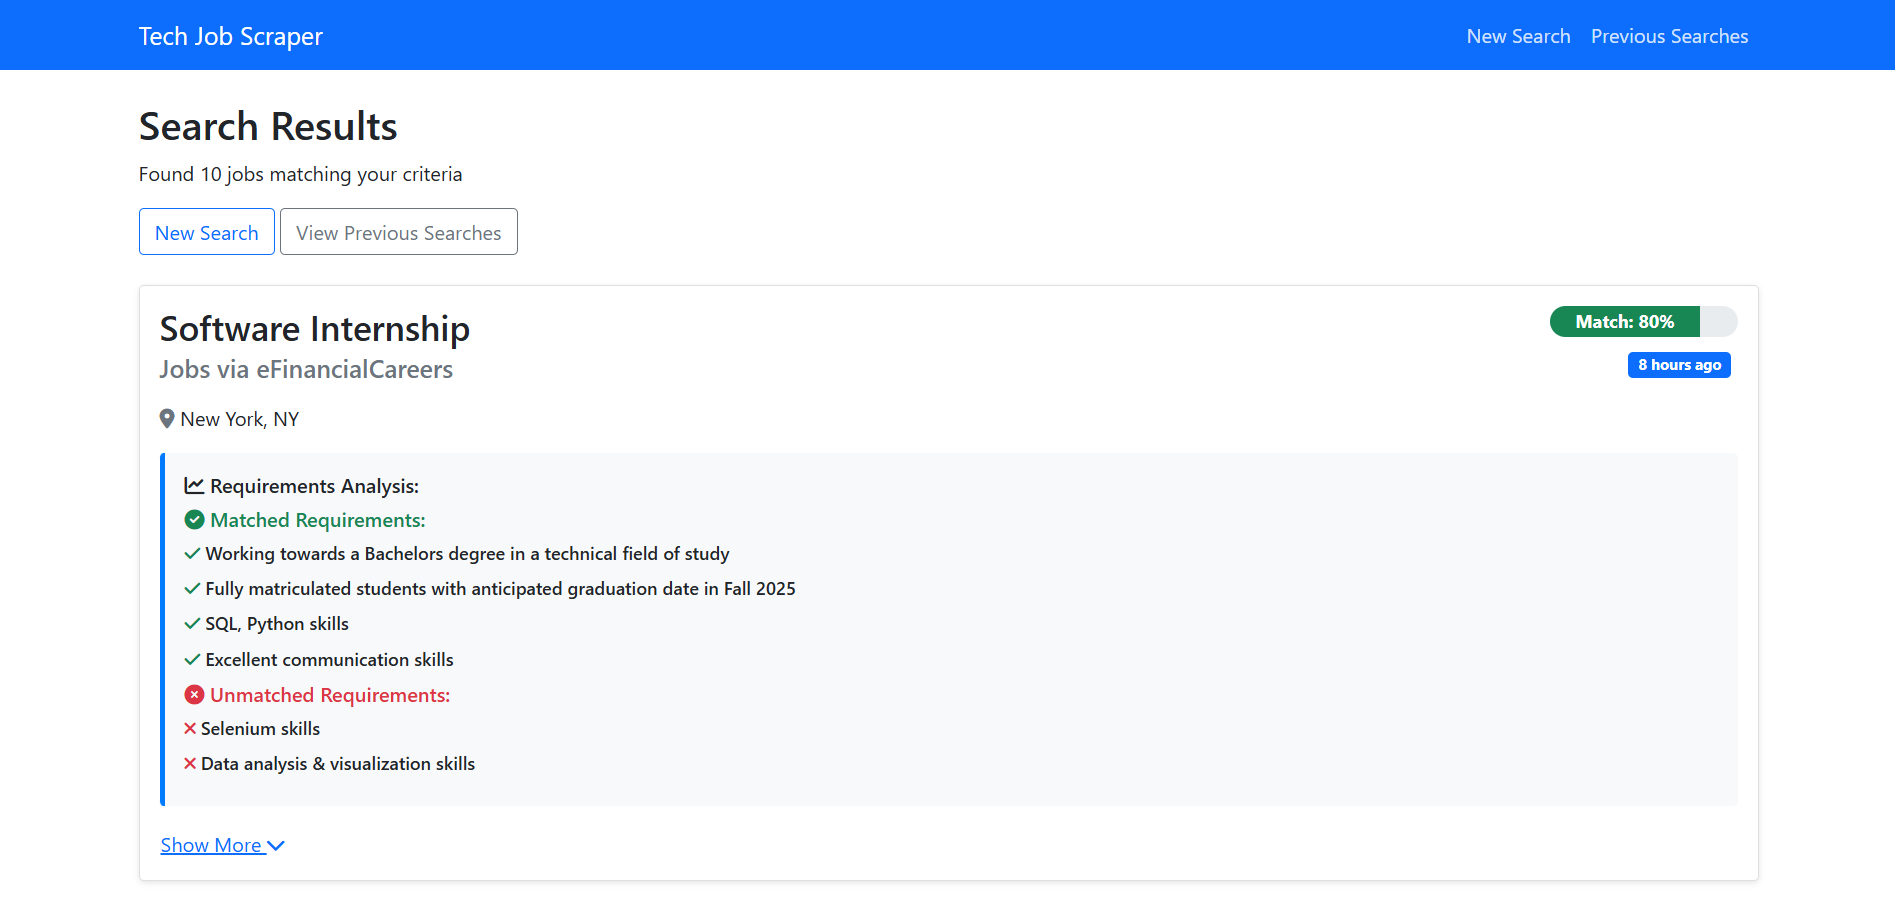 Tech Job Scraper
New Search Previous Searches
Search Results
Found 10 jobs matching your criteria
New Search View Previous Searches
Software Internship
Match: 80%
Jobs via eFinancialCareers
8 hours ago
New York, NY
Requirements Analysis:
Matched Requirements:
Working towards a Bachelors degree in a technical field of study
Fully matriculated students with anticipated graduation date in Fall 2025
SQL, Python skills
Excellent communication skills
Unmatched Requirements:
Selenium skills
Data analysis & visualization skills
Show More